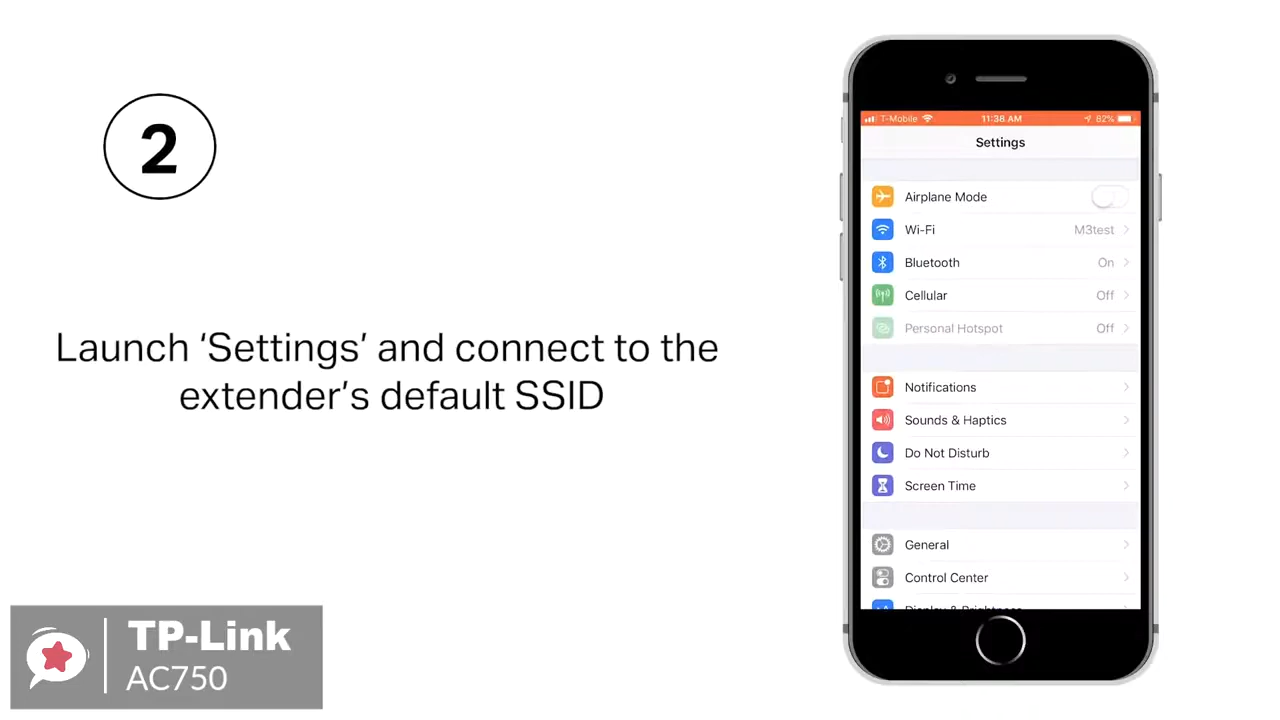 2
Launch ‘Settings’ and connect to the
extender’s default SSID
TP-Link
AC750
T-Mobile 11:38 AM 82%
Settings
Airplane Mode
Wi-Fi M3test
Bluetooth On
Cellular Off
Personal Hotspot Off
Notifications
Sounds & Haptics
Do Not Disturb
Screen Time
General
Control Center
Display & Brightness